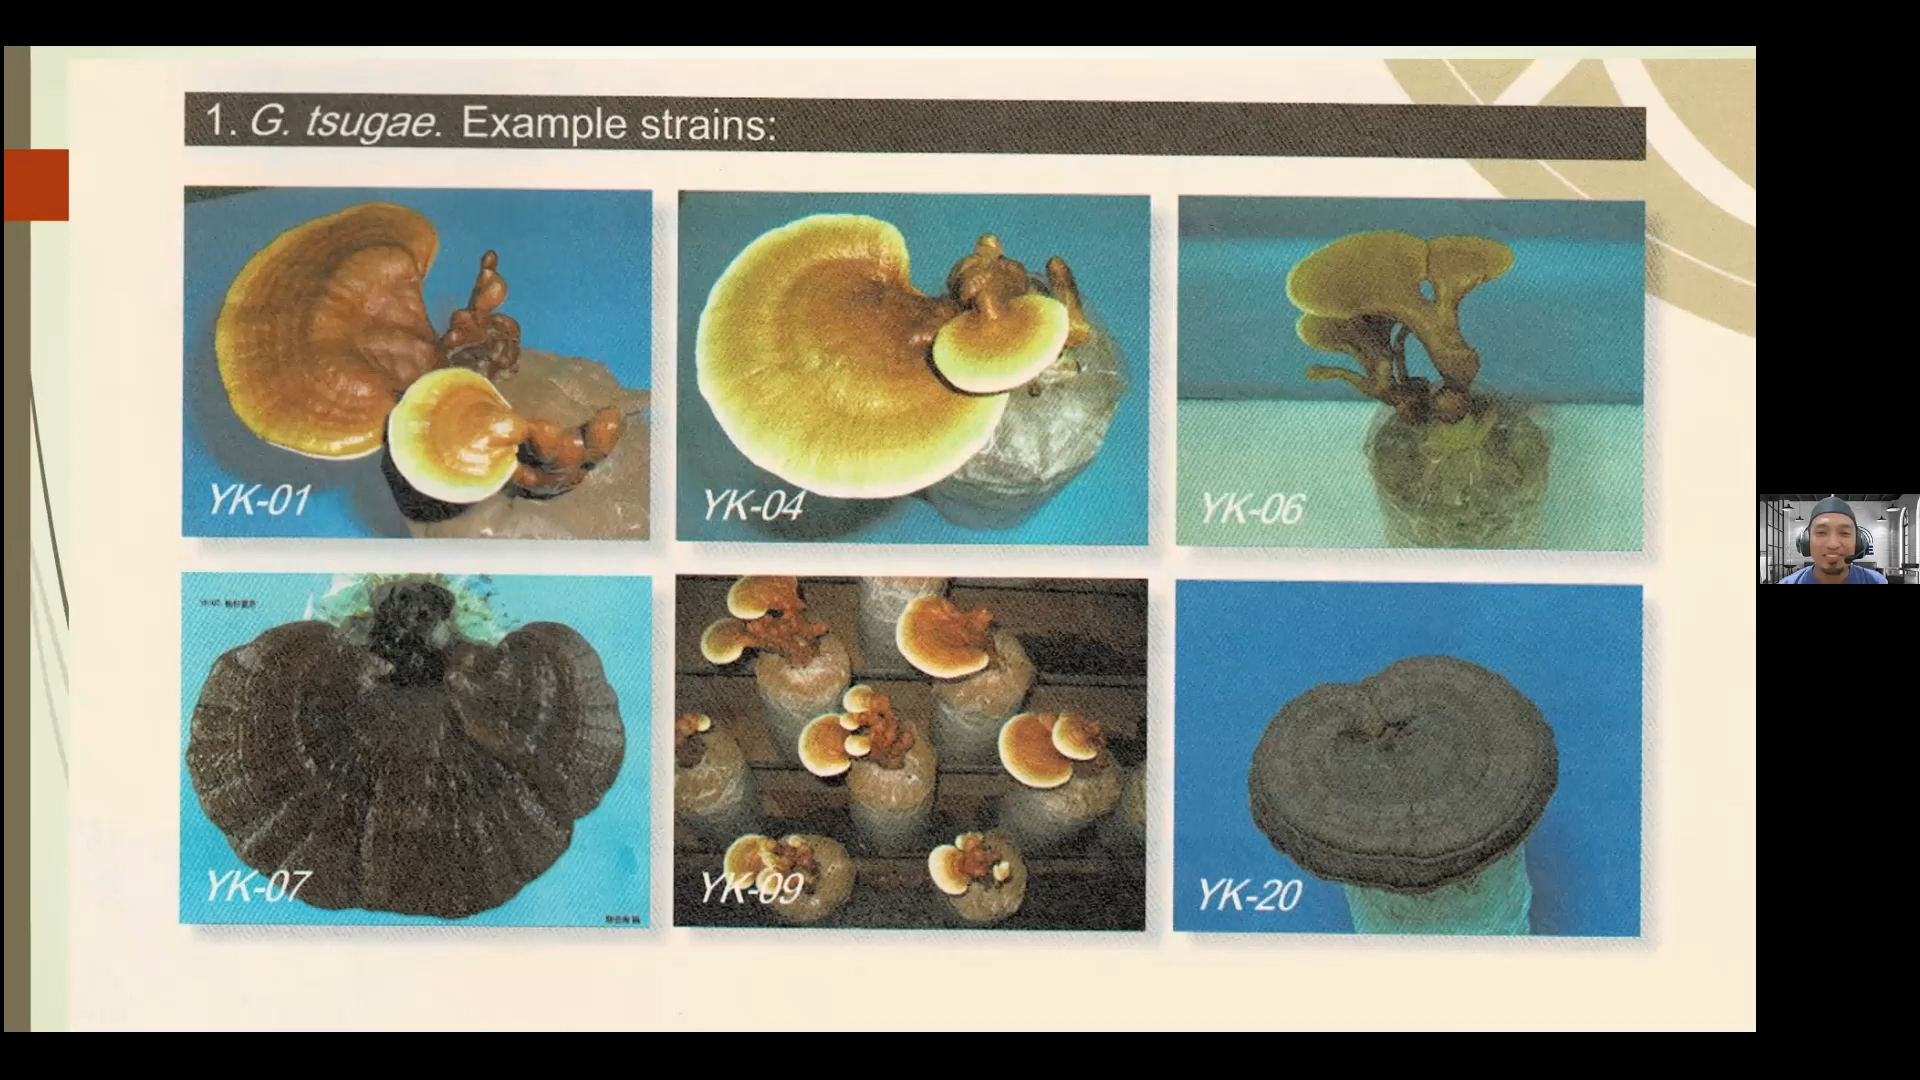 1. G. tsugae. Example strains:
YK-01
YK-04
YK-06
YK-07
YK-09
YK-20